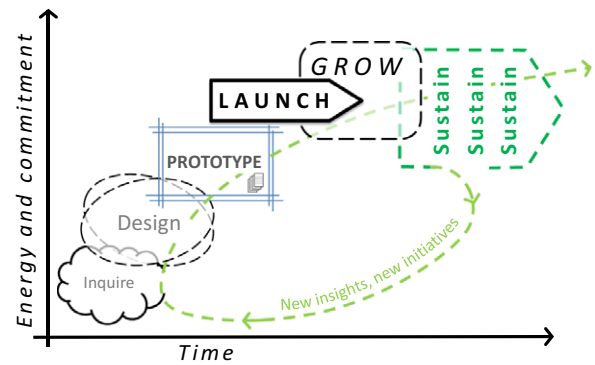 GROW
LAUNCH
Sustain
Sustain
Sustain
PROTOTYPE
Design
Inquire
New insights, new initiatives
Energy and commitment
Time